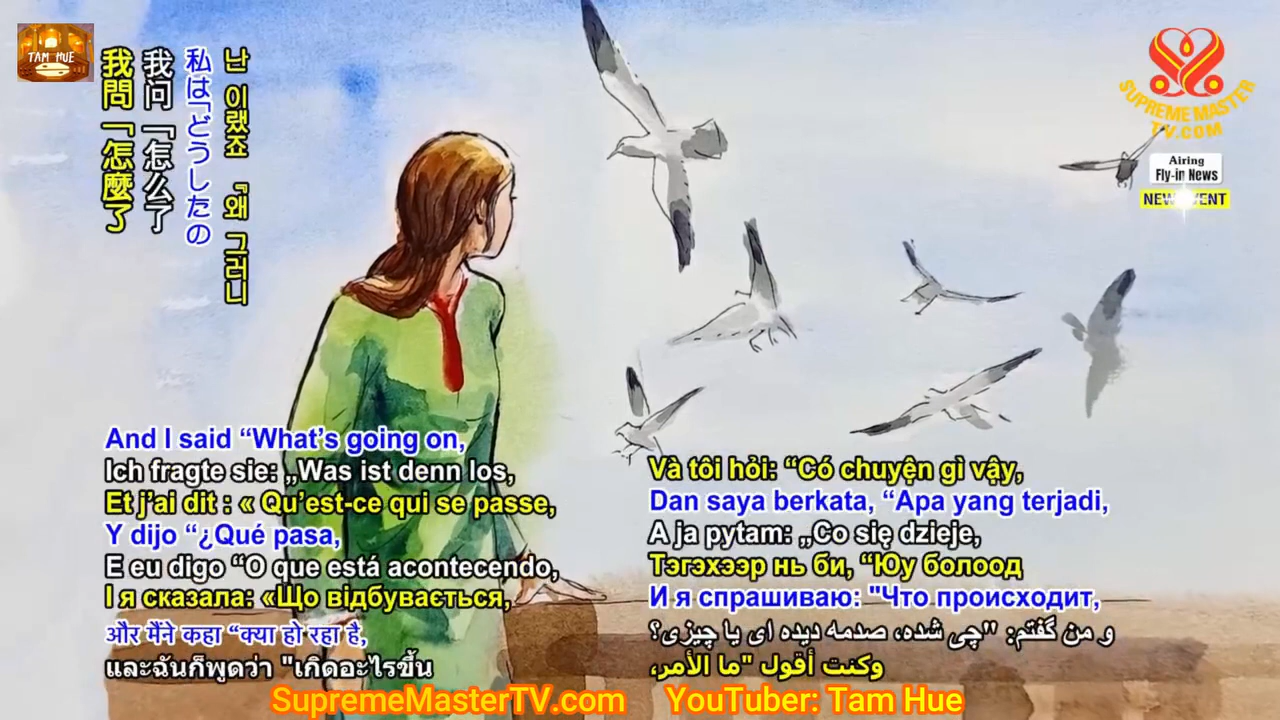 TAM HUE
我問「怎麼了
我问「怎么了
私は「どうしたの
난 이랬죠 『왜 그러니
SUPREME MASTER
TV.COM
Airing
Fly-in News
And I said “What’s going on,
Ich fragte sie: „Was ist denn los,
Et j’ai dit : « Qu’est-ce qui se passe,
Y dijo “¿Qué pasa,
E eu digo “O que está acontecendo,
І я сказала: «Що відбувається,
और मैंने कहा “क्या हो रहा है,
และฉันก็พูดว่า "เกิดอะไรขึ้น
Và tôi hỏi: “Có chuyện gì vậy,
Dan saya berkata, “Apa yang terjadi,
A ja pytam: „Co się dzieje,
Тэгэхээр нь би, “Юу болоод
И я спрашиваю: "Что происходит,
و من گفتم: "چی شده، صدمه دیده ای یا چیزی؟
وكنت أقول "ما الأمر،
SupremeMasterTV.com YouTuber: Tam Hue